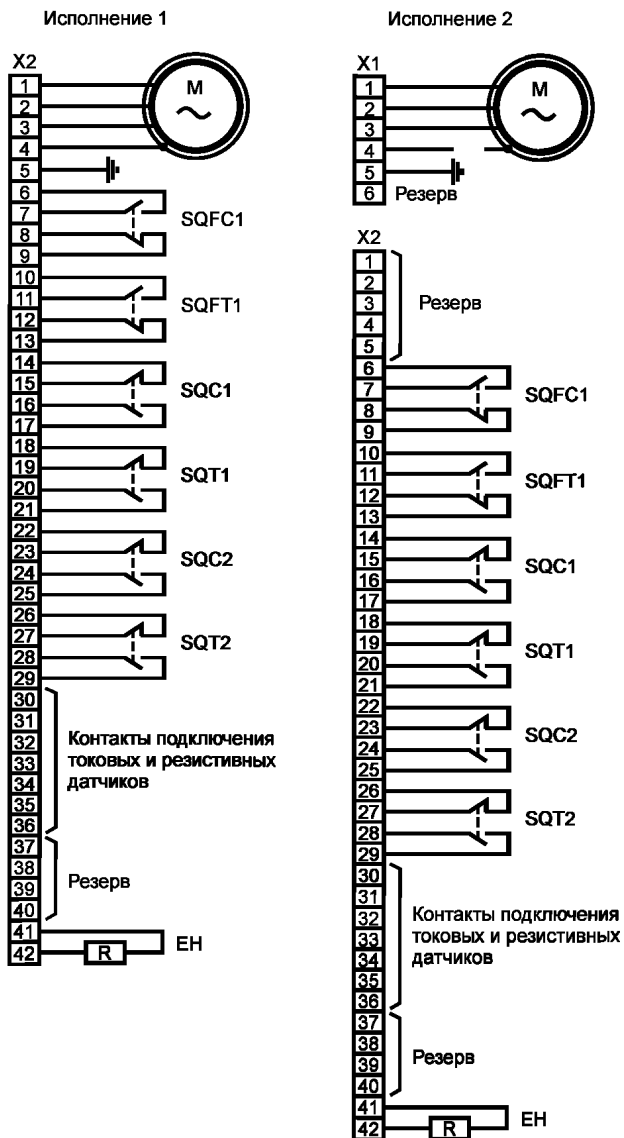 Исполнение 1
X2
1
M
2
3
4
5
6
7
SQFC1
8
9
10
11
SQFT1
12
13
14
15
SQC1
16
17
18
19
SQT1
20
21
22
23
SQC2
24
25
26
27
SQT2
28
29
30
31
32
33
34
35
36
Контакты подключения
токовых и резистивных
датчиков
37
38
39
40
Резерв
41
42
R
EH
Исполнение 2
X1
1
M
2
3
4
5
6
Резерв
X2
1
2
3
4
5
Резерв
6
7
SQFC1
8
9
10
11
SQFT1
12
13
14
15
SQC1
16
17
18
19
SQT1
20
21
22
23
SQC2
24
25
26
27
SQT2
28
29
30
31
32
33
34
35
36
Контакты подключения
токовых и резистивных
датчиков
37
38
39
40
Резерв
41
42
R
EH